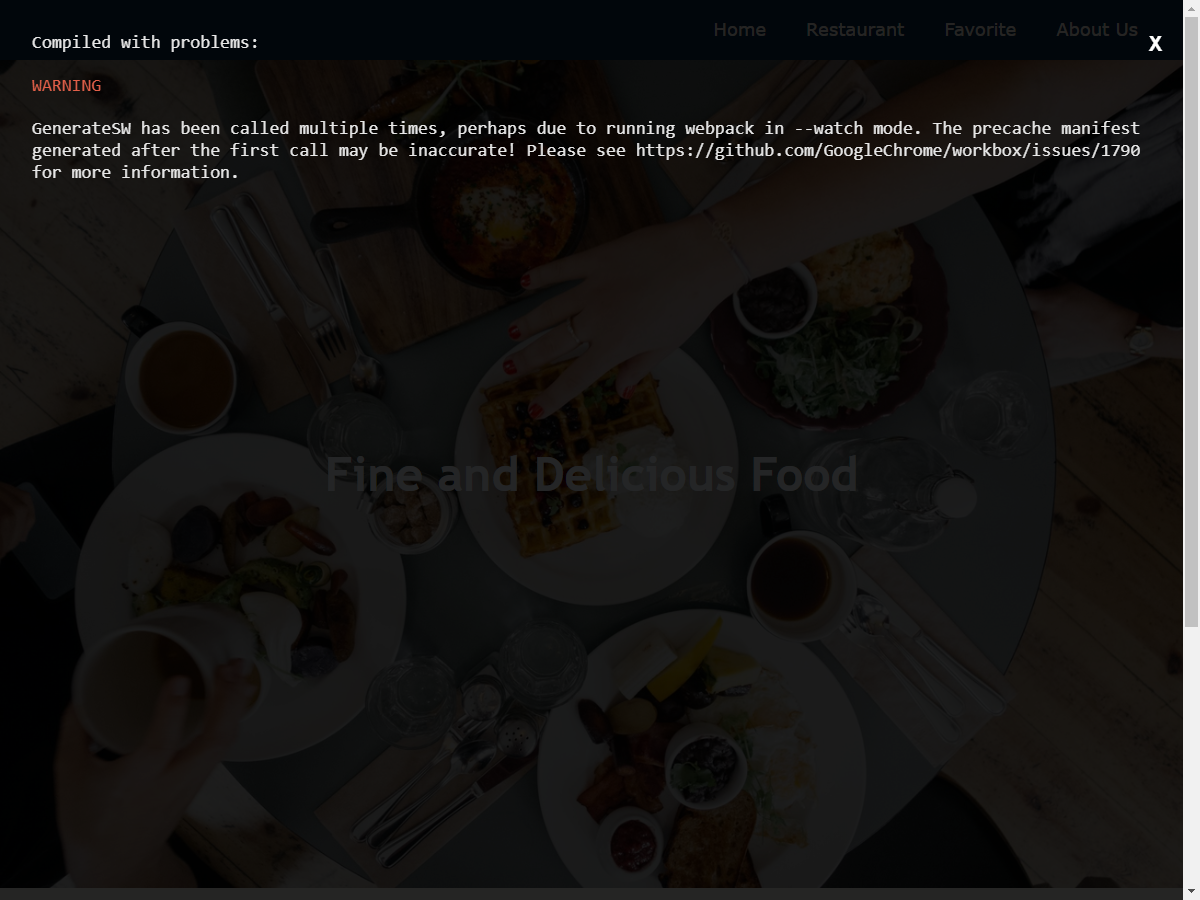 Home Restaurant Favorite About Us
Compiled with problems:
X
WARNING
GenerateSW has been called multiple times, perhaps due to running webpack in --watch mode. The precache manifest
generated after the first call may be inaccurate! Please see https://github.com/GoogleChrome/workbox/issues/1790
for more information.
Fine and Delicious Food